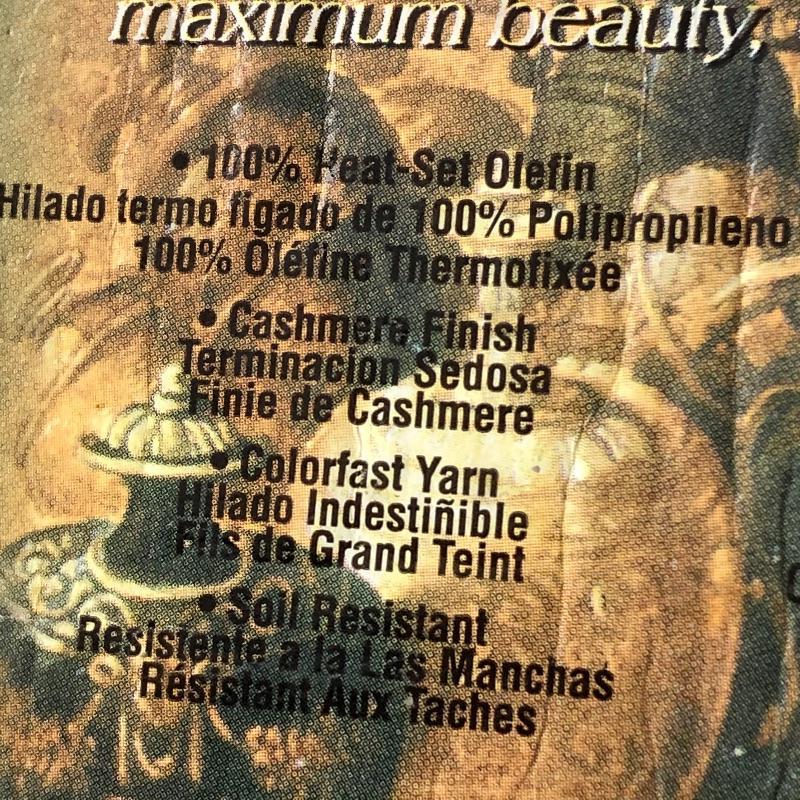 maximum beauty,
• 100% Heat-Set Olefin
Hilado termo figado de 100% Polipropileno
100% Oléfine Thermofixée
• Cashmere Finish
Terminacion Sedosa
Finie de Cashmere
• Colorfast Yarn
Hilado Indestiñible
Fils de Grand Teint
• Soil Resistant
Resistente a la Las Manchas
Résistant Aux Taches